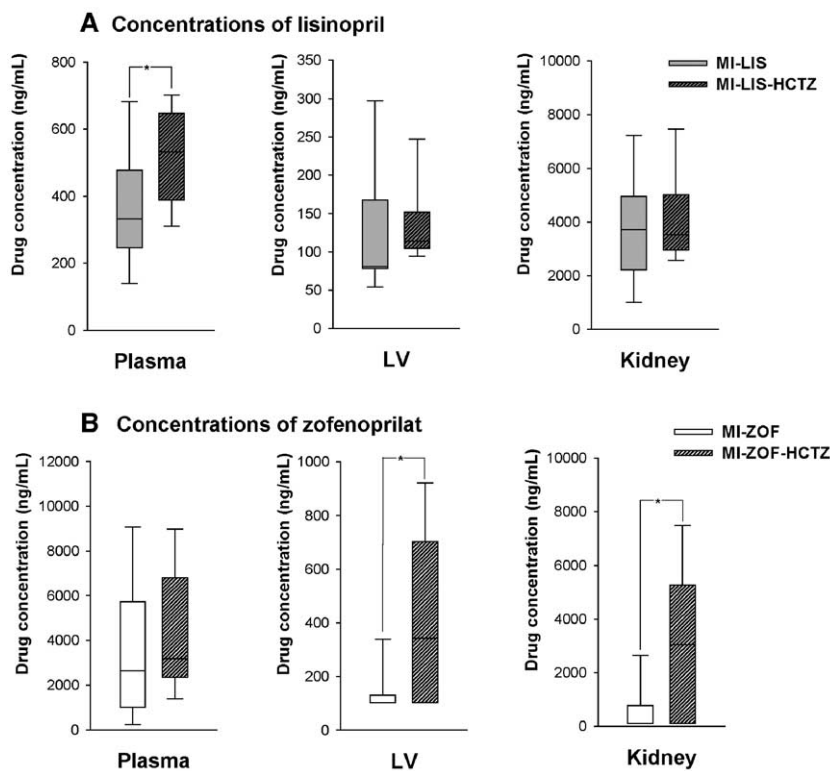 A Concentrations of lisinopril
Drug concentration (ng/mL)
800
600
400
200
0
*
Plasma
Drug concentration (ng/mL)
350
300
250
200
150
100
50
0
LV
Drug concentration (ng/mL)
10000
8000
6000
4000
2000
0
Kidney
MI-LIS
MI-LIS-HCTZ
B Concentrations of zofenoprilat
Drug concentration (ng/mL)
12000
10000
8000
6000
4000
2000
0
Plasma
Drug concentration (ng/mL)
1000
800
600
400
200
0
*
LV
Drug concentration (ng/mL)
10000
8000
6000
4000
2000
0
*
Kidney
MI-ZOF
MI-ZOF-HCTZ